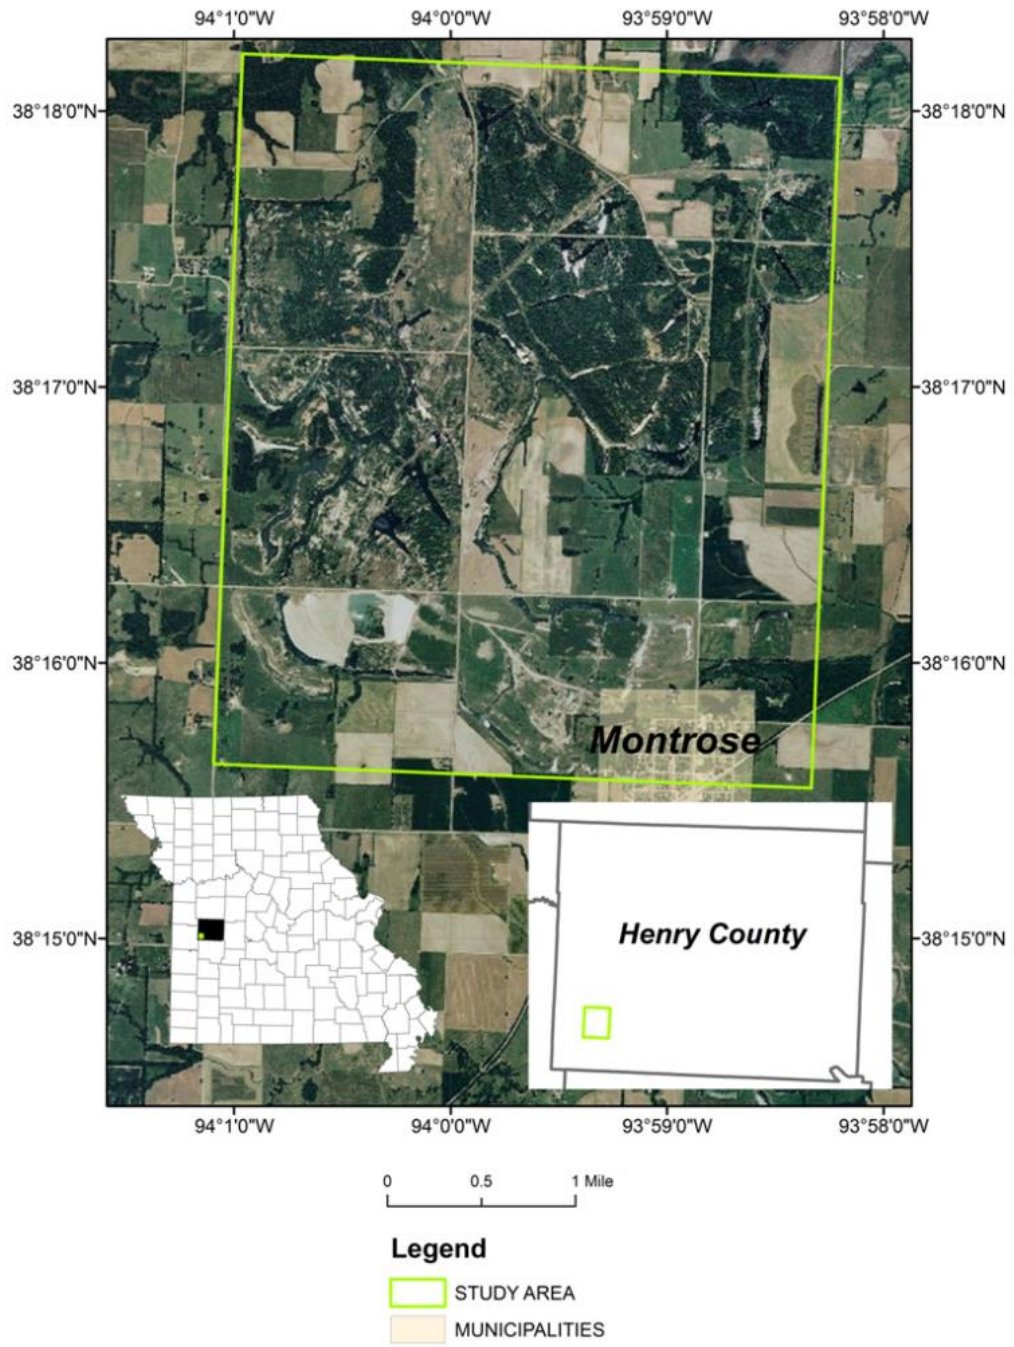 94°1'0"W 94°0'0"W 93°59'0"W 93°58'0"W
38°18'0"N 38°18'0"N
38°17'0"N 38°17'0"N
38°16'0"N 38°16'0"N
Montrose
Henry County
38°15'0"N 38°15'0"N
94°1'0"W 94°0'0"W 93°59'0"W 93°58'0"W
0 0.5 1 Mile
Legend
STUDY AREA
MUNICIPALITIES